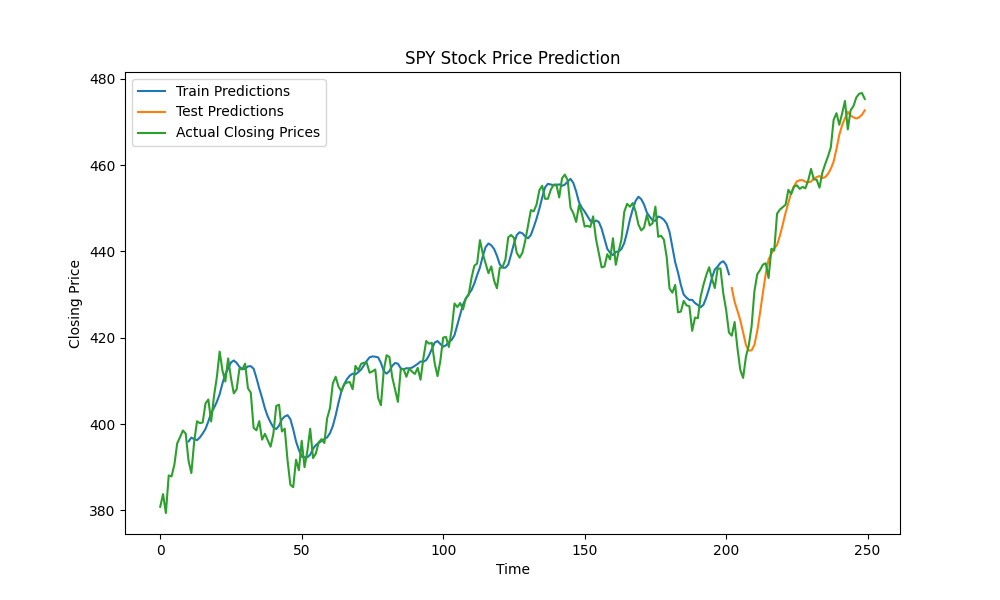 SPY Stock Price Prediction
Train Predictions
Test Predictions
Actual Closing Prices
Closing Price
480
460
440
420
400
380
0 50 100 150 200 250
Time